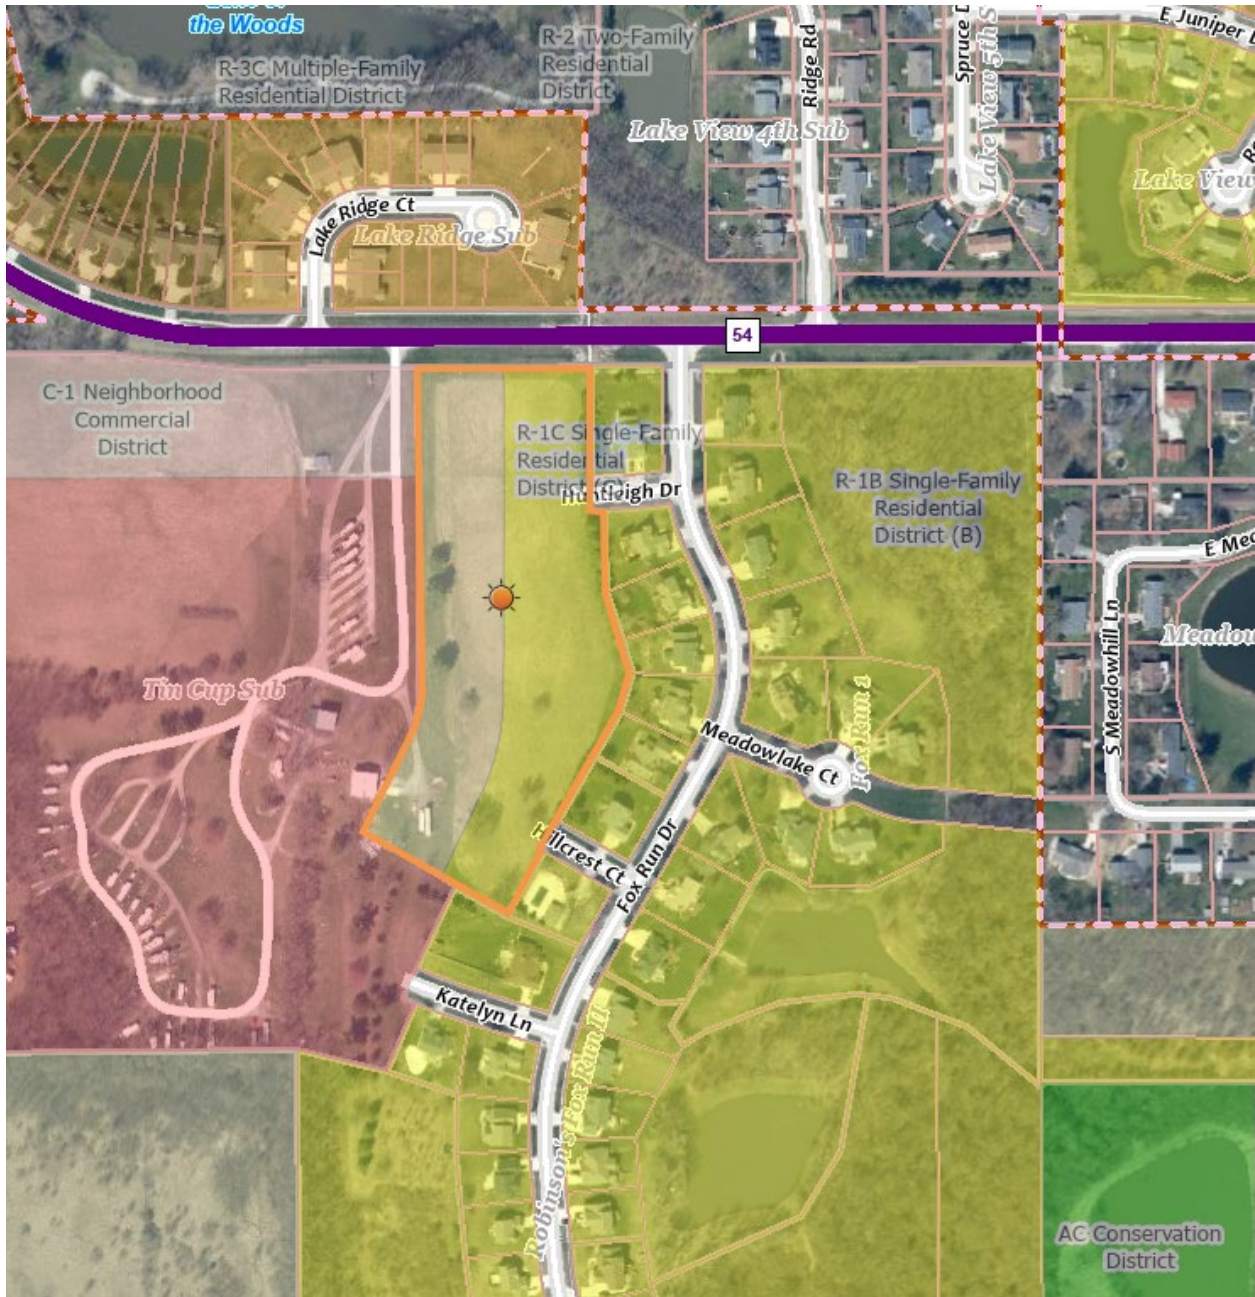 the Woods
R-3C Multiple-Family
Residential District
R-2 Two-Family
Residential
District
Ridge Rd
Lake View 4th Sub
Lake View 5th S
E Juniper
Lake View
Lake Ridge Ct
Lake Ridge Sub
54
C-1 Neighborhood
Commercial
District
R-1C Single-Family
Residential
District (C)
Huntleigh Dr
R-1B Single-Family
Residential
District (B)
E Mea
S Meadowhill Ln
Meadow
Tin Cup Sub
Meadowlake Ct
Fox Run 1
Hillcrest Ct
Fox Run Dr
Katelyn Ln
Robinson's Fox Run II
AC Conservation
District